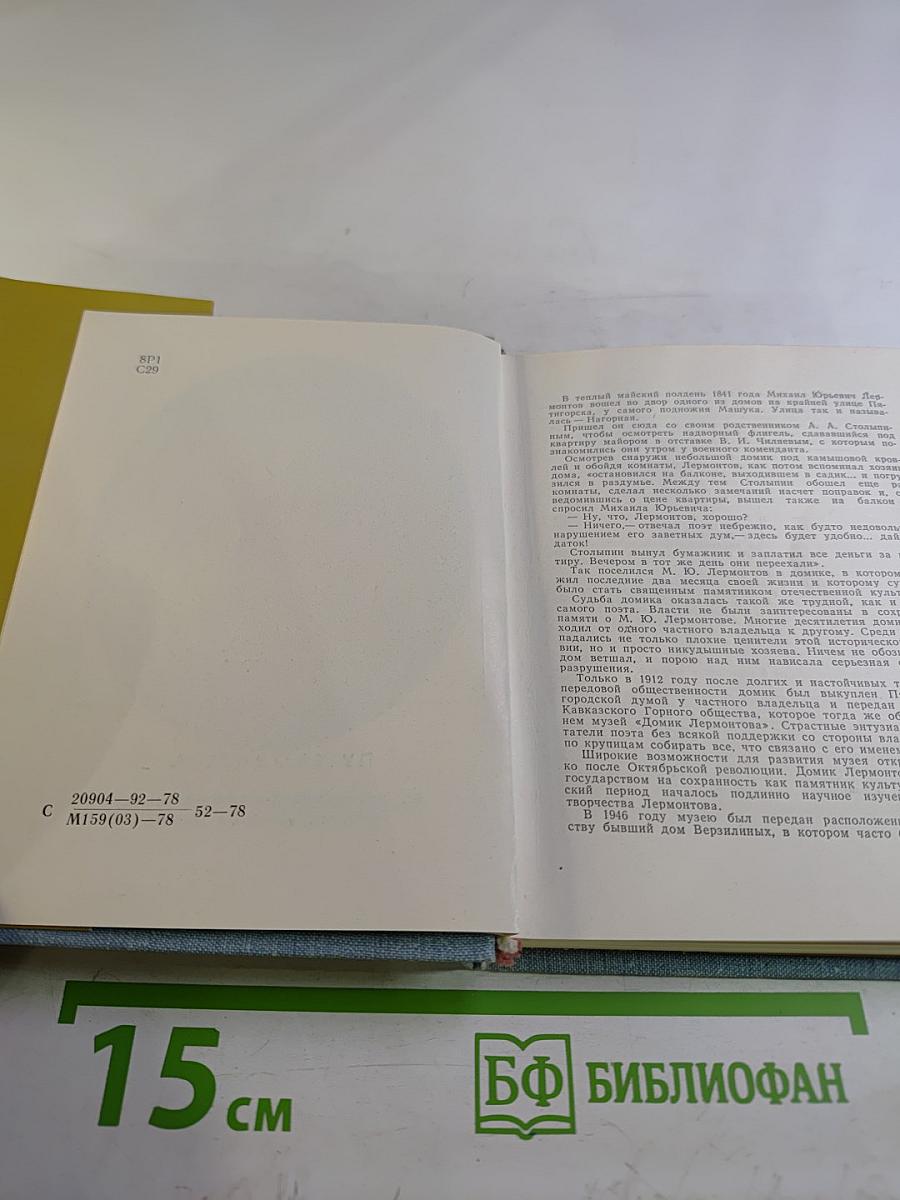 8Р1
С29
С 20904—92—78 52—78
М159(03)—78
В теплый майский полдень 1841 года Михаил Юрьевич Лер-
монтов вошел во двор одного из домов на крайней улице Пя-
тигорска, у самого подножия Машука. Улица так и называ-
лась — Нагорная.
Пришел он сюда со своим родственником А. А. Столыпи-
ным, чтобы осмотреть надворный флигель, сдававшийся под
квартиру майором в отставке В. И. Чиляевым, с которым по-
знакомились они утром у военного коменданта.
Осмотрев снаружи небольшой домик под камышовой кров-
лей и обойдя комнаты, Лермонтов, как потом вспоминал хозяин
дома, «остановился на балконе, выходившем в садик... и погру-
зился в раздумье. Между тем Столыпин обошел еще ра
комнаты, сделал несколько замечаний насчет поправок и, о
ведомившись о цене квартиры, вышел также на балкон
спросил Михаила Юрьевича:
— Ну, что, Лермонтов, хорошо?
— Ничего,— отвечал поэт небрежно, как будто недоволь
нарушением его заветных дум,— здесь будет удобно... дай
даток!
Столыпин вынул бумажник и заплатил все деньги за
тиру. Вечером в тот же день они переехали».
Так поселился М. Ю. Лермонтов в домике, в котором
жил последние два месяца своей жизни и которому су
было стать священным памятником отечественной культ
Судьба домика оказалась такой же трудной, как и
самого поэта. Власти не были заинтересованы в сохр
памяти о М. Ю. Лермонтове. Многие десятилетия доми
ходил от одного частного владельца к другому. Среди
падались не только плохие ценители этой историческо
вии, но и просто никудышные хозяева. Ничем не обоз
дом ветшал, и порою над ним нависала серьезная
разрушения.
Только в 1912 году после долгих и настойчивых т
передовой общественности домик был выкуплен П
городской думой у частного владельца и передан
Кавказского Горного общества, которое тогда же об
нем музей «Домик Лермонтова». Страстные энтузиа
татели поэта без всякой поддержки со стороны вла
по крупицам собирать все, что связано с его именем
Широкие возможности для развития музея откр
ко после Октябрьской революции. Домик Лермонто
государством на сохранность как памятник культу
ский период началось подлинно научное изучен
творчества Лермонтова.
В 1946 году музею был передан расположен
ству бывший дом Верзилиных, в котором часто
15 см
БФ БИБЛИОФАН